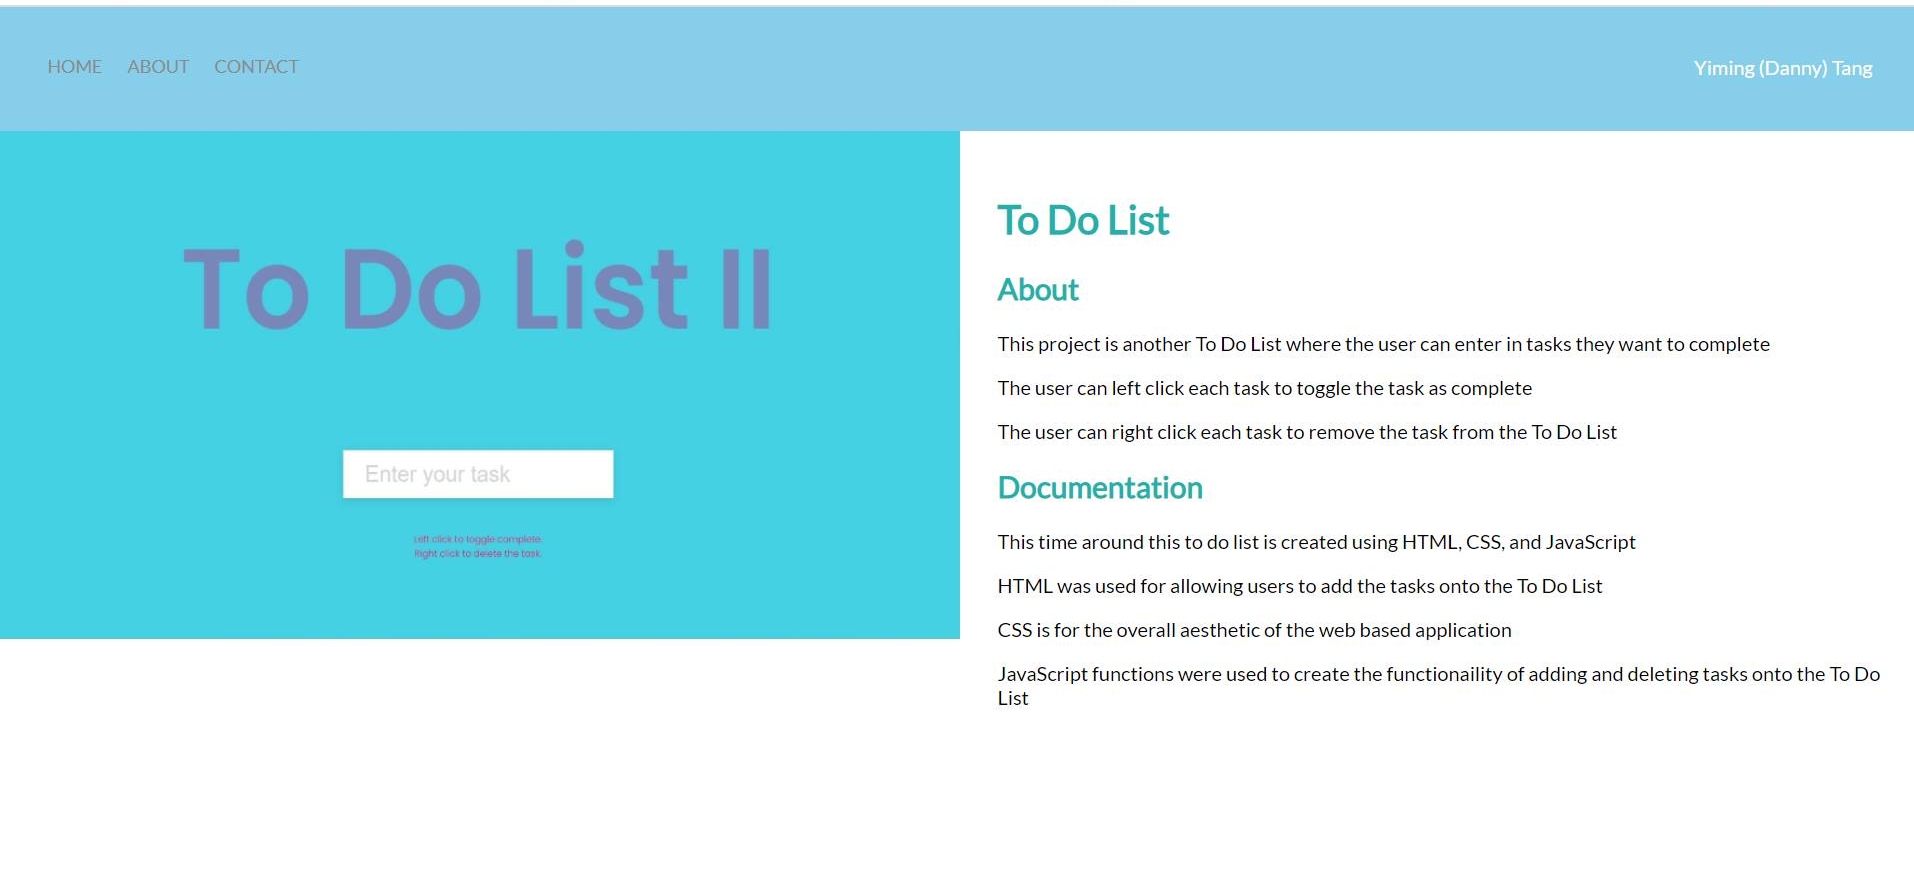 HOME ABOUT CONTACT
Yiming (Danny) Tang
To Do List II
Enter your task
Left click to toggle complete.
Right click to delete the task.
To Do List
About
This project is another To Do List where the user can enter in tasks they want to complete
The user can left click each task to toggle the task as complete
The user can right click each task to remove the task from the To Do List
Documentation
This time around this to do list is created using HTML, CSS, and JavaScript
HTML was used for allowing users to add the tasks onto the To Do List
CSS is for the overall aesthetic of the web based application
JavaScript functions were used to create the functionaility of adding and deleting tasks onto the To Do
List